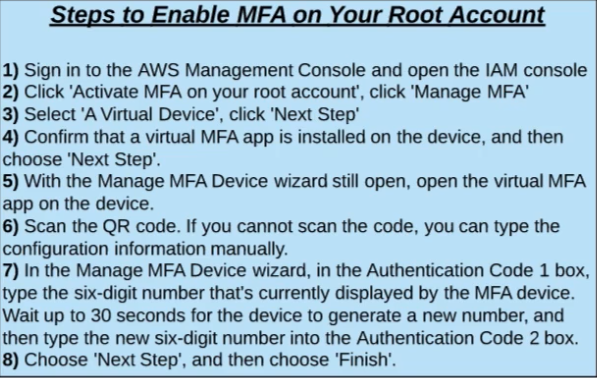 Steps to Enable MFA on Your Root Account
1) Sign in to the AWS Management Console and open the IAM console
2) Click 'Activate MFA on your root account', click 'Manage MFA'
3) Select 'A Virtual Device', click 'Next Step'
4) Confirm that a virtual MFA app is installed on the device, and then
choose 'Next Step'.
5) With the Manage MFA Device wizard still open, open the virtual MFA
app on the device.
6) Scan the QR code. If you cannot scan the code, you can type the
configuration information manually.
7) In the Manage MFA Device wizard, in the Authentication Code 1 box,
type the six-digit number that's currently displayed by the MFA device.
Wait up to 30 seconds for the device to generate a new number, and
then type the new six-digit number into the Authentication Code 2 box.
8) Choose 'Next Step', and then choose 'Finish'.